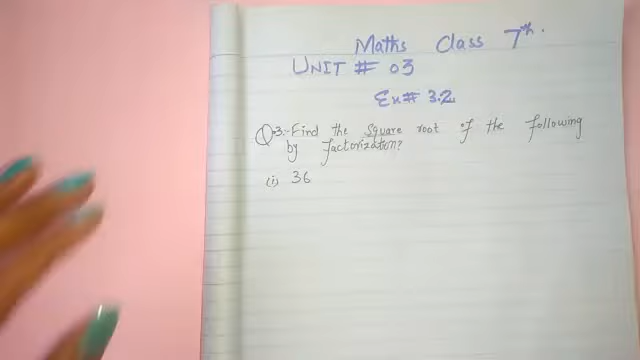 Maths Class 7th.
UNIT # 03
Ex# 3.2
Q3:- Find the square root of the following
by factorization?
(i) 36